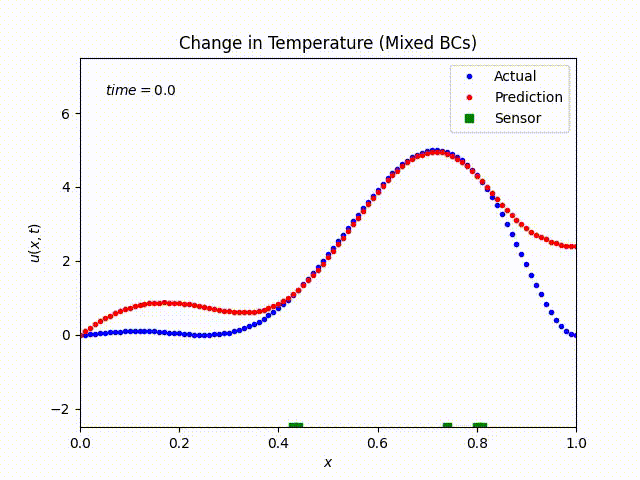 Change in Temperature (Mixed BCs)
time = 0.0
Actual
Prediction
Sensor
6
4
2
0
−2
u(x, t)
0.0 0.2 0.4 0.6 0.8 1.0
x